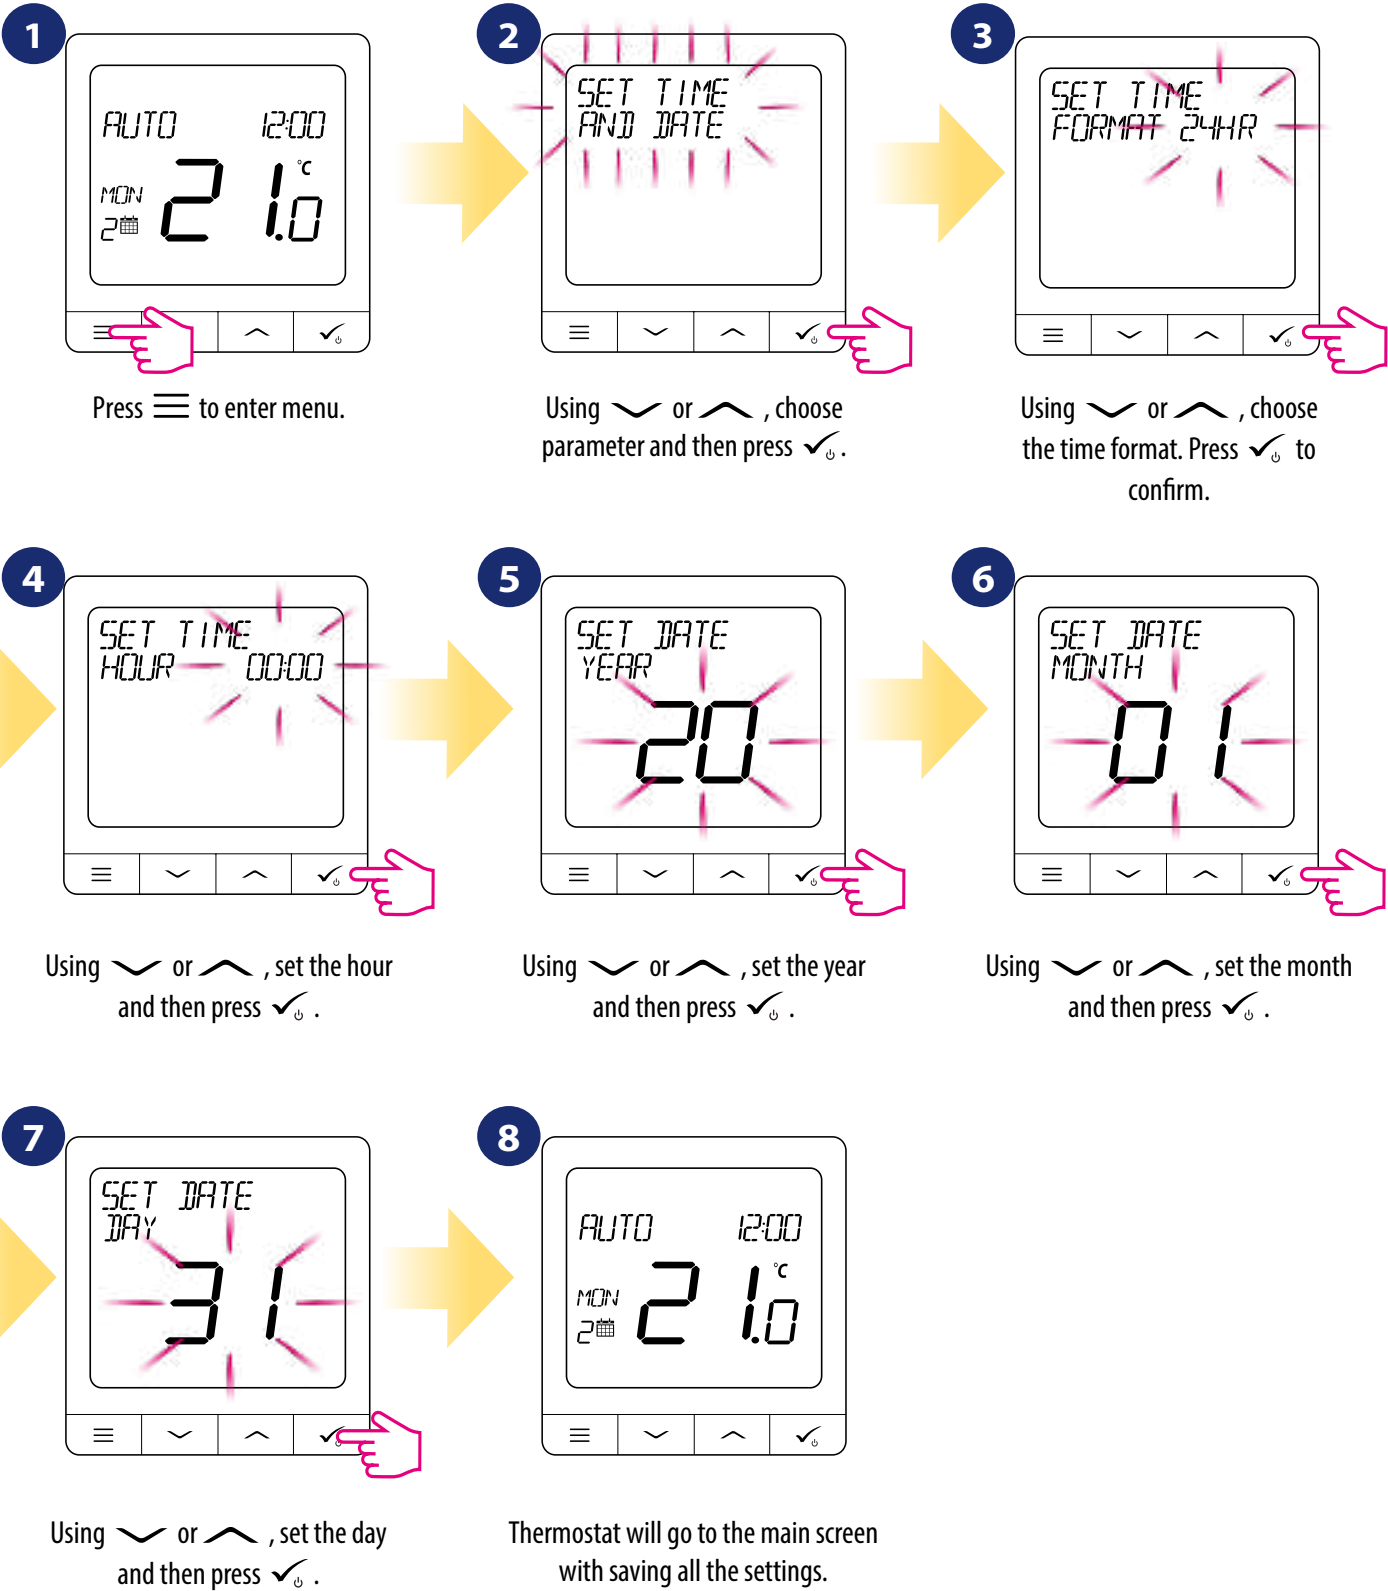 1
AUTO 12:00
MON
2
21.0 °C
Press ☰ to enter menu.
2
SET TIME
AND DATE
Using ﹀ or ︿ , choose
parameter and then press ✓ .
3
SET TIME
FORMAT 24HR
Using ﹀ or ︿ , choose
the time format. Press ✓ to
confirm.
4
SET TIME
HOUR 00:00
Using ﹀ or ︿ , set the hour
and then press ✓ .
5
SET DATE
YEAR
20
Using ﹀ or ︿ , set the year
and then press ✓ .
6
SET DATE
MONTH
01
Using ﹀ or ︿ , set the month
and then press ✓ .
7
SET DATE
DAY
31
Using ﹀ or ︿ , set the day
and then press ✓ .
8
AUTO 12:00
MON
2
21.0 °C
Thermostat will go to the main screen
with saving all the settings.